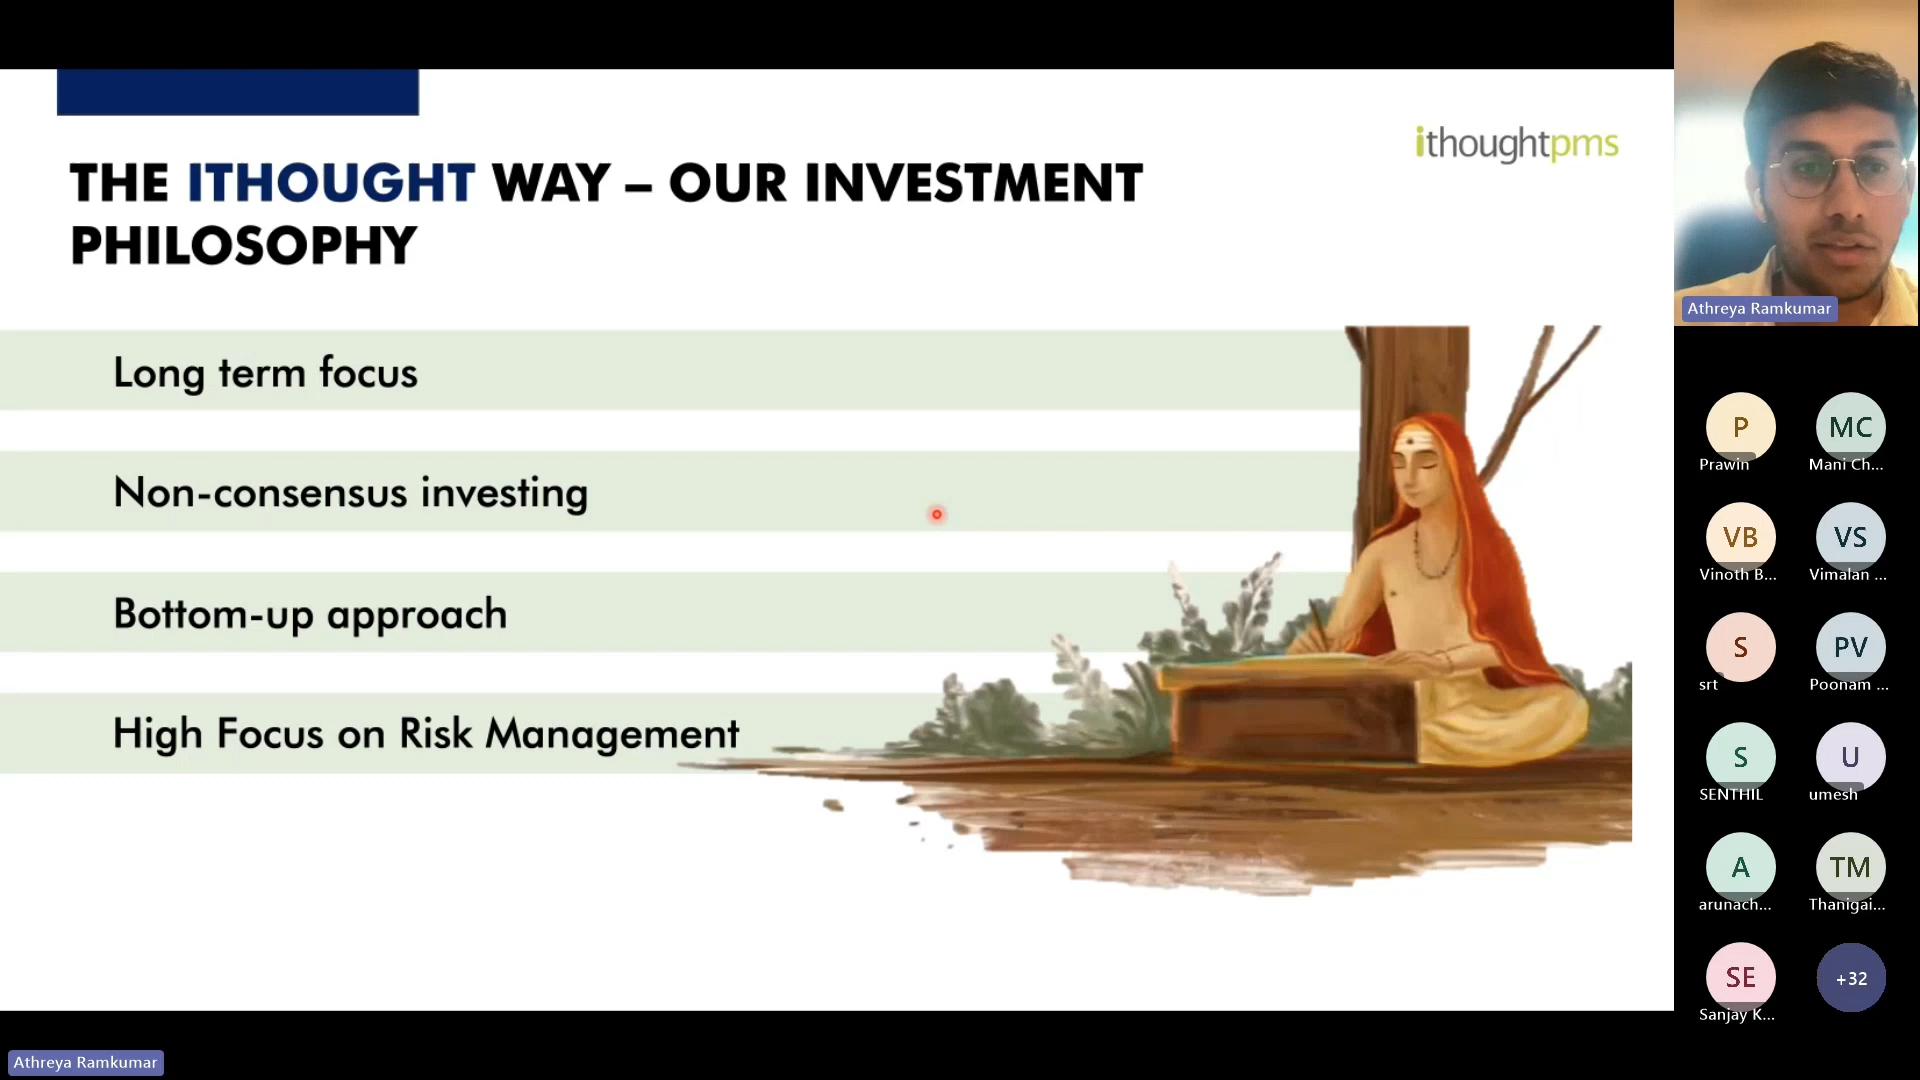 THE ITHOUGHT WAY – OUR INVESTMENT
PHILOSOPHY
ithoughtpms
Long term focus
Non-consensus investing
Bottom-up approach
High Focus on Risk Management
Athreya Ramkumar
P
Prawin
MC
Mani Ch...
VB
Vinoth B...
VS
Vimalan ...
S
srt
PV
Poonam ...
S
SENTHIL
U
umesh
A
arunach...
TM
Thanigai...
SE
Sanjay K...
+32
Athreya Ramkumar